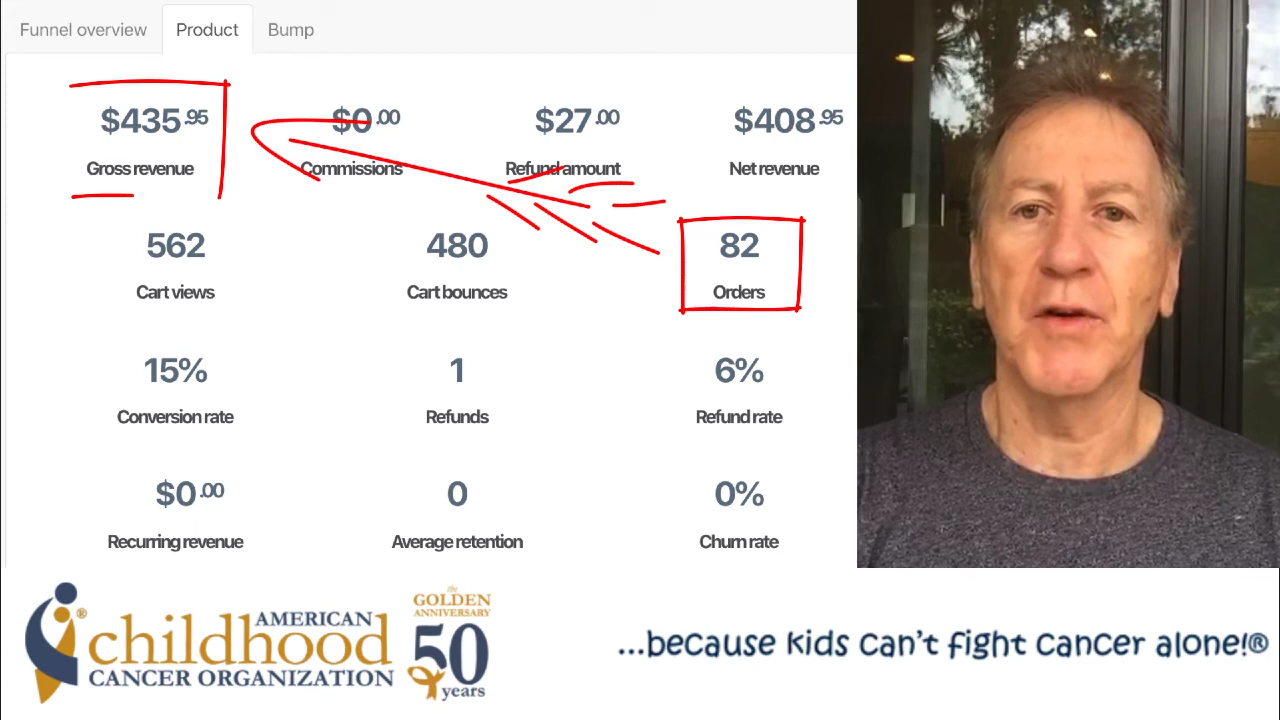 Funnel overview Product Bump
$435.95 $0.00 $27.00 $408.95
Gross revenue Commissions Refund amount Net revenue
562 480 82
Cart views Cart bounces Orders
15% 1 6%
Conversion rate Refunds Refund rate
$0.00 0 0%
Recurring revenue Average retention Churn rate
AMERICAN
childhood®
CANCER ORGANIZATION
the
GOLDEN
ANNIVERSARY
50
years
...because kids can't fight cancer alone!®